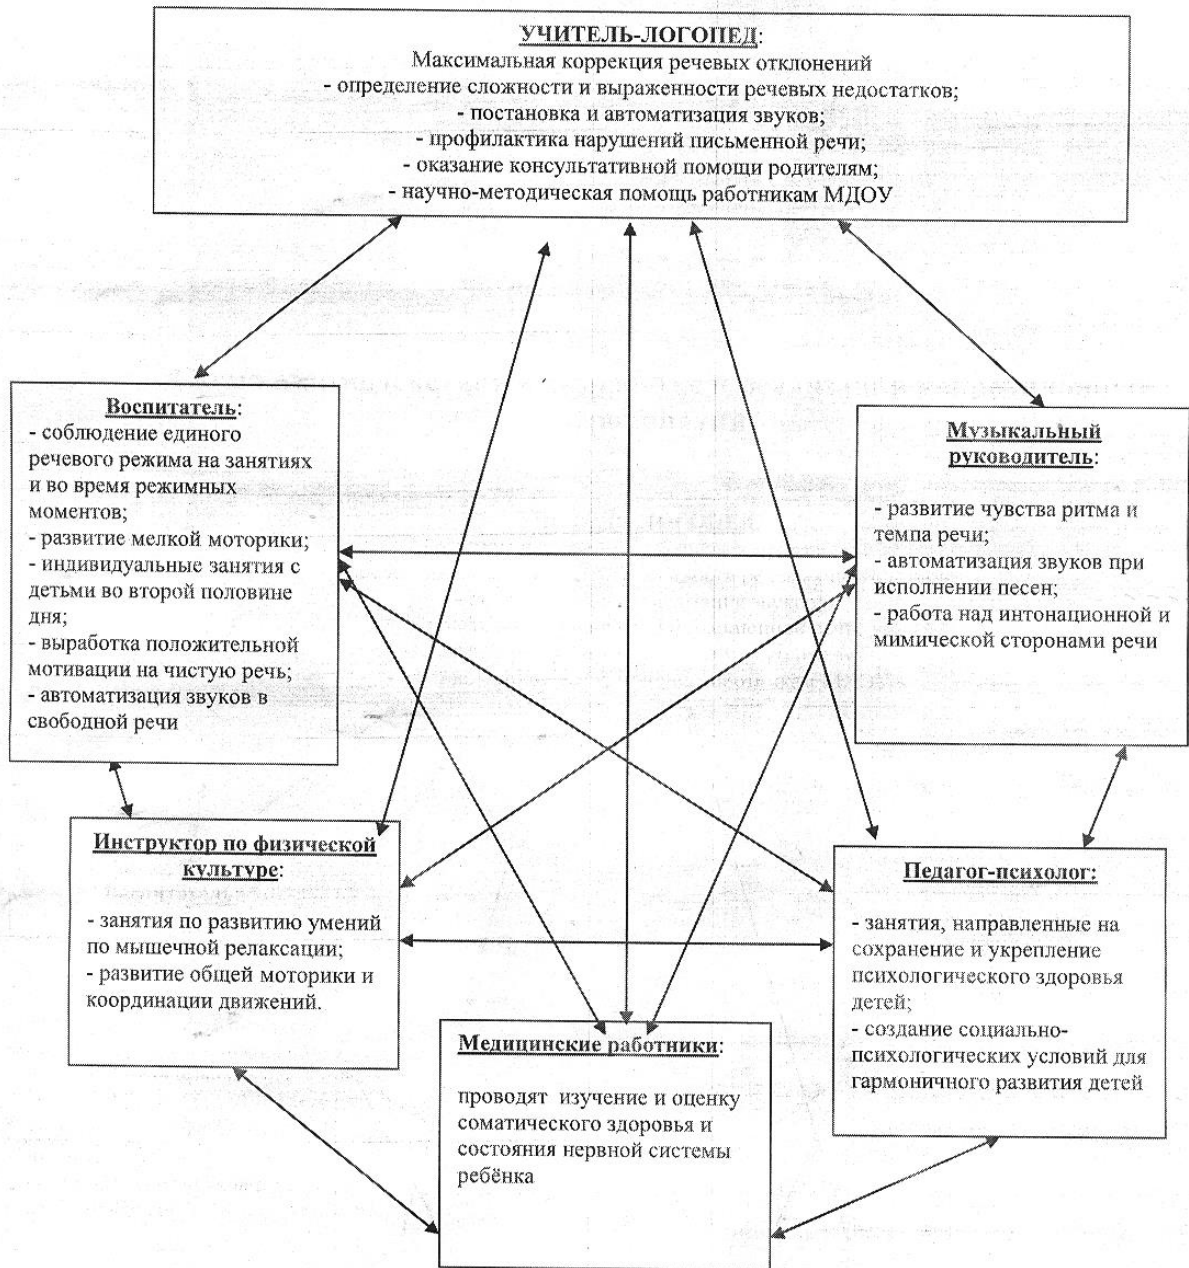 УЧИТЕЛЬ-ЛОГОПЕД:
Максимальная коррекция речевых отклонений
- определение сложности и выраженности речевых недостатков;
- постановка и автоматизация звуков;
- профилактика нарушений письменной речи;
- оказание консультативной помощи родителям;
- научно-методическая помощь работникам МДОУ
Воспитатель:
- соблюдение единого
речевого режима на занятиях
и во время режимных
моментов;
- развитие мелкой моторики;
- индивидуальные занятия с
детьми во второй половине
дня;
- выработка положительной
мотивации на чистую речь;
- автоматизация звуков в
свободной речи
Музыкальный
руководитель:
- развитие чувства ритма и
темпа речи;
- автоматизация звуков при
исполнении песен;
- работа над интонационной и
мимической сторонами речи
Инструктор по физической
культуре:
- занятия по развитию умений
по мышечной релаксации;
- развитие общей моторики и
координации движений.
Педагог-психолог:
- занятия, направленные на
сохранение и укрепление
психологического здоровья
детей;
- создание социально-
психологических условий для
гармоничного развития детей
Медицинские работники:
проводят изучение и оценку
соматического здоровья и
состояния нервной системы
ребёнка